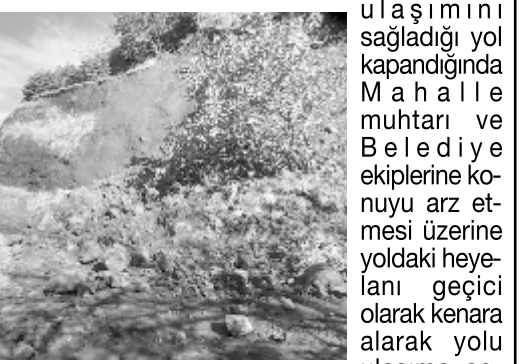 ulaşımını
sağladığı yol
kapandığında
Mahalle
muhtarı ve
Belediye
ekiplerine ko-
nuyu arz et-
mesi üzerine
yoldaki heye-
lanı geçici
olarak kenara
alarak yolu